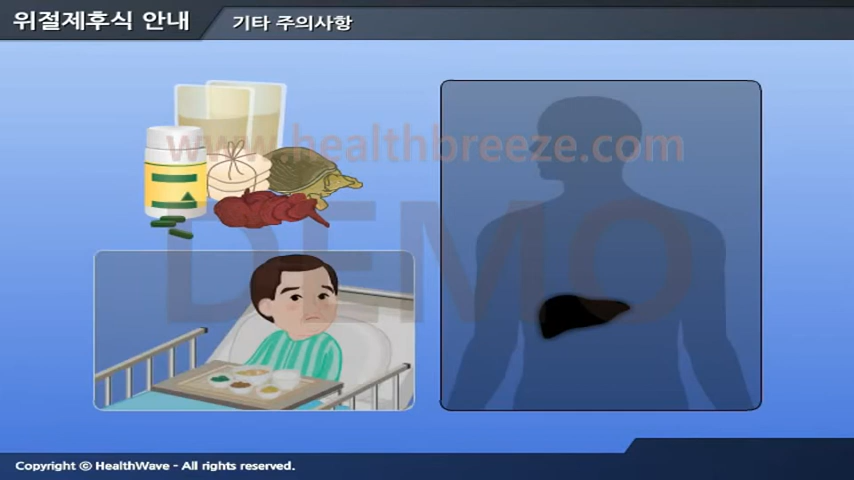 위절제후식 안내
기타 주의사항
www.healthbreeze.com
DEMO
Copyright ⓒ HealthWave - All rights reserved.